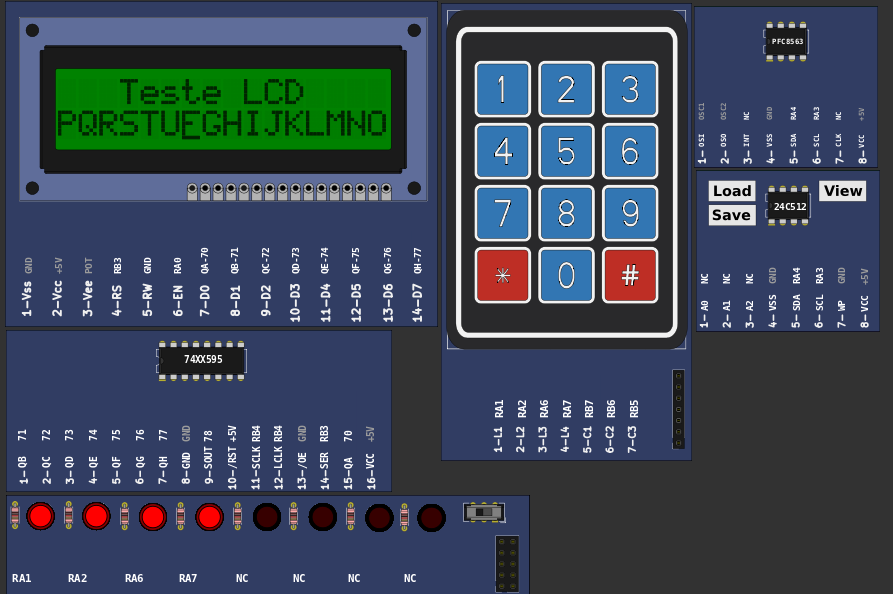 Teste LCD
PQRSTUFGHIJKLMNO
1-Vss GND
2-Vcc +5V
3-Vee POT
4-RS RB3
5-RW GND
6-EN RA0
7-D0 QA-70
8-D1 QB-71
9-D2 QC-72
10-D3 QD-73
11-D4 QE-74
12-D5 QF-75
13-D6 QG-76
14-D7 QH-77
1 2 3
4 5 6
7 8 9
* 0 #
1-L1 RA1
2-L2 RA2
3-L3 RA6
4-L4 RA7
5-C1 RB7
6-C2 RB6
7-C3 RB5
PFC8563
1-OSI OSC1
2-OSO OSC2
3-INT NC
4-VSS GND
5-SDA RA4
6-SCL RA3
7-CLK NC
8-VCC +5V
Load
Save
24C512
View
1-A0 NC
2-A1 NC
3-A2 NC
4-VSS GND
5-SDA RA4
6-SCL RA3
7-WP GND
8-VCC +5V
74XX595
1-QB 71
2-QC 72
3-QD 73
4-QE 74
5-QF 75
6-QG 76
7-QH 77
8-GND GND
9-SOUT 78
10-/RST +5V
11-SCLK RB4
12-LCLK RB4
13-/OE GND
14-SER RB3
15-QA 70
16-VCC +5V
RA1 RA2 RA6 RA7 NC NC NC NC